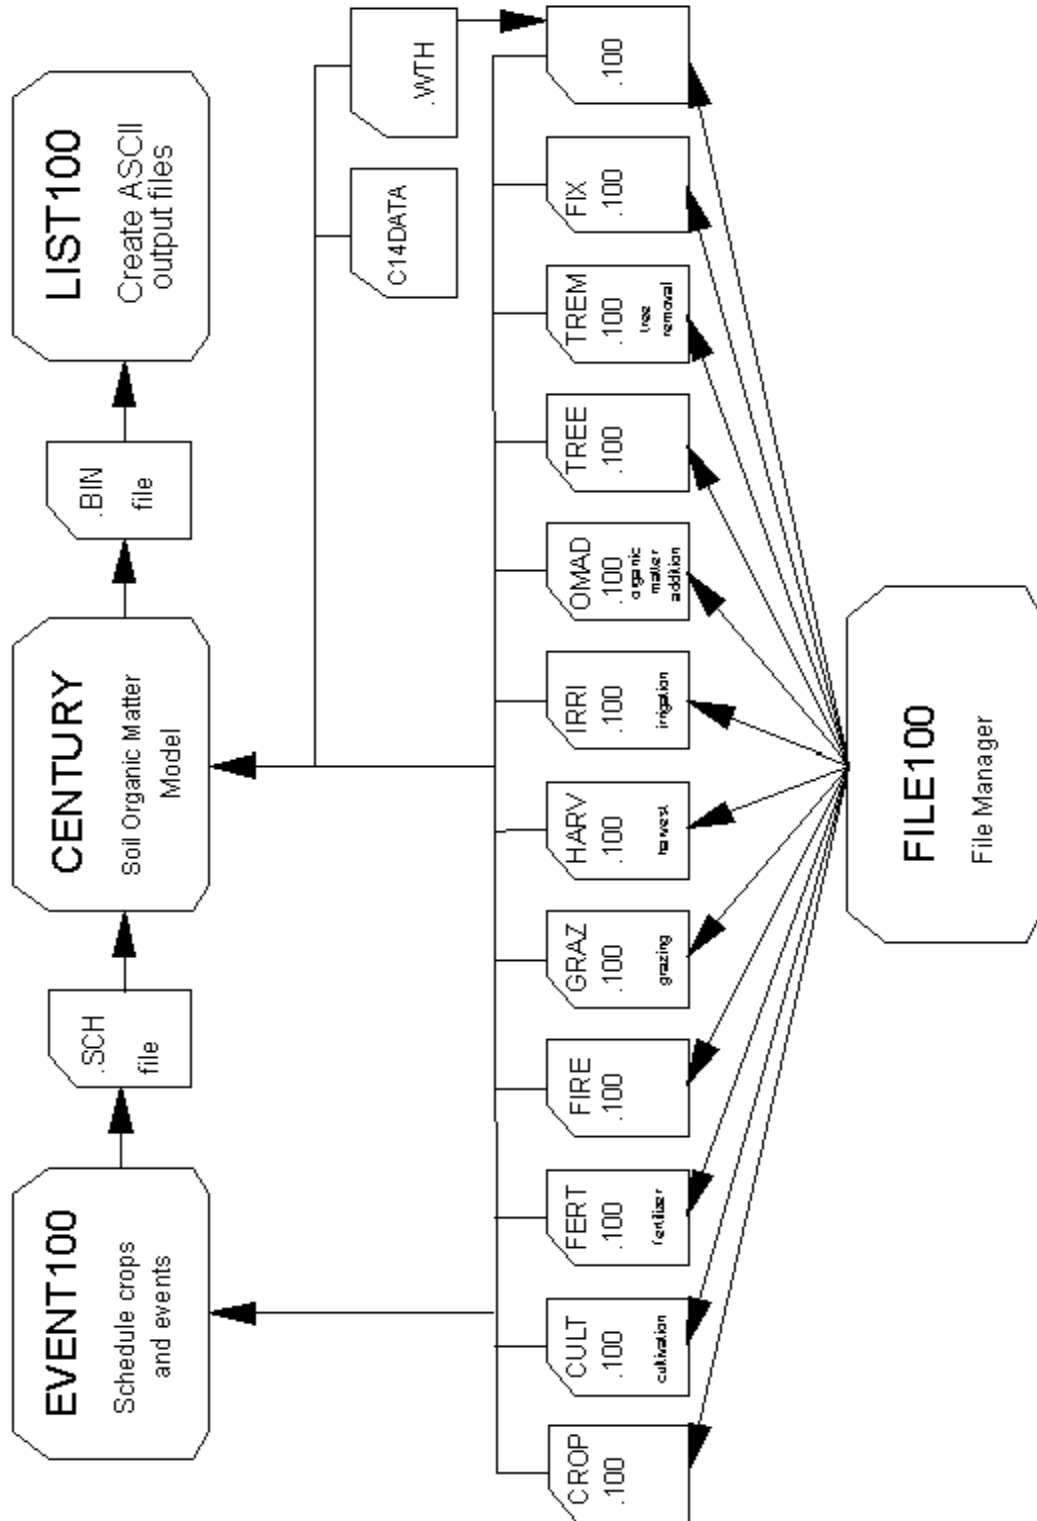 EVENT100
Schedule crops
and events
.SCH
file
CENTURY
Soil Organic Matter
Model
.BIN
file
LIST100
Create ASCII
output files
C14DATA
.WTH
CROP
.100
CULT
.100
cultivation
FERT
.100
fertilizer
FIRE
.100
GRAZ
.100
grazing
HARV
.100
harvest
IRRI
.100
irrigation
OMAD
.100
organic
matter
addition
TREE
.100
TREM
.100
tree
removal
FIX
.100
.100
FILE100
File Manager